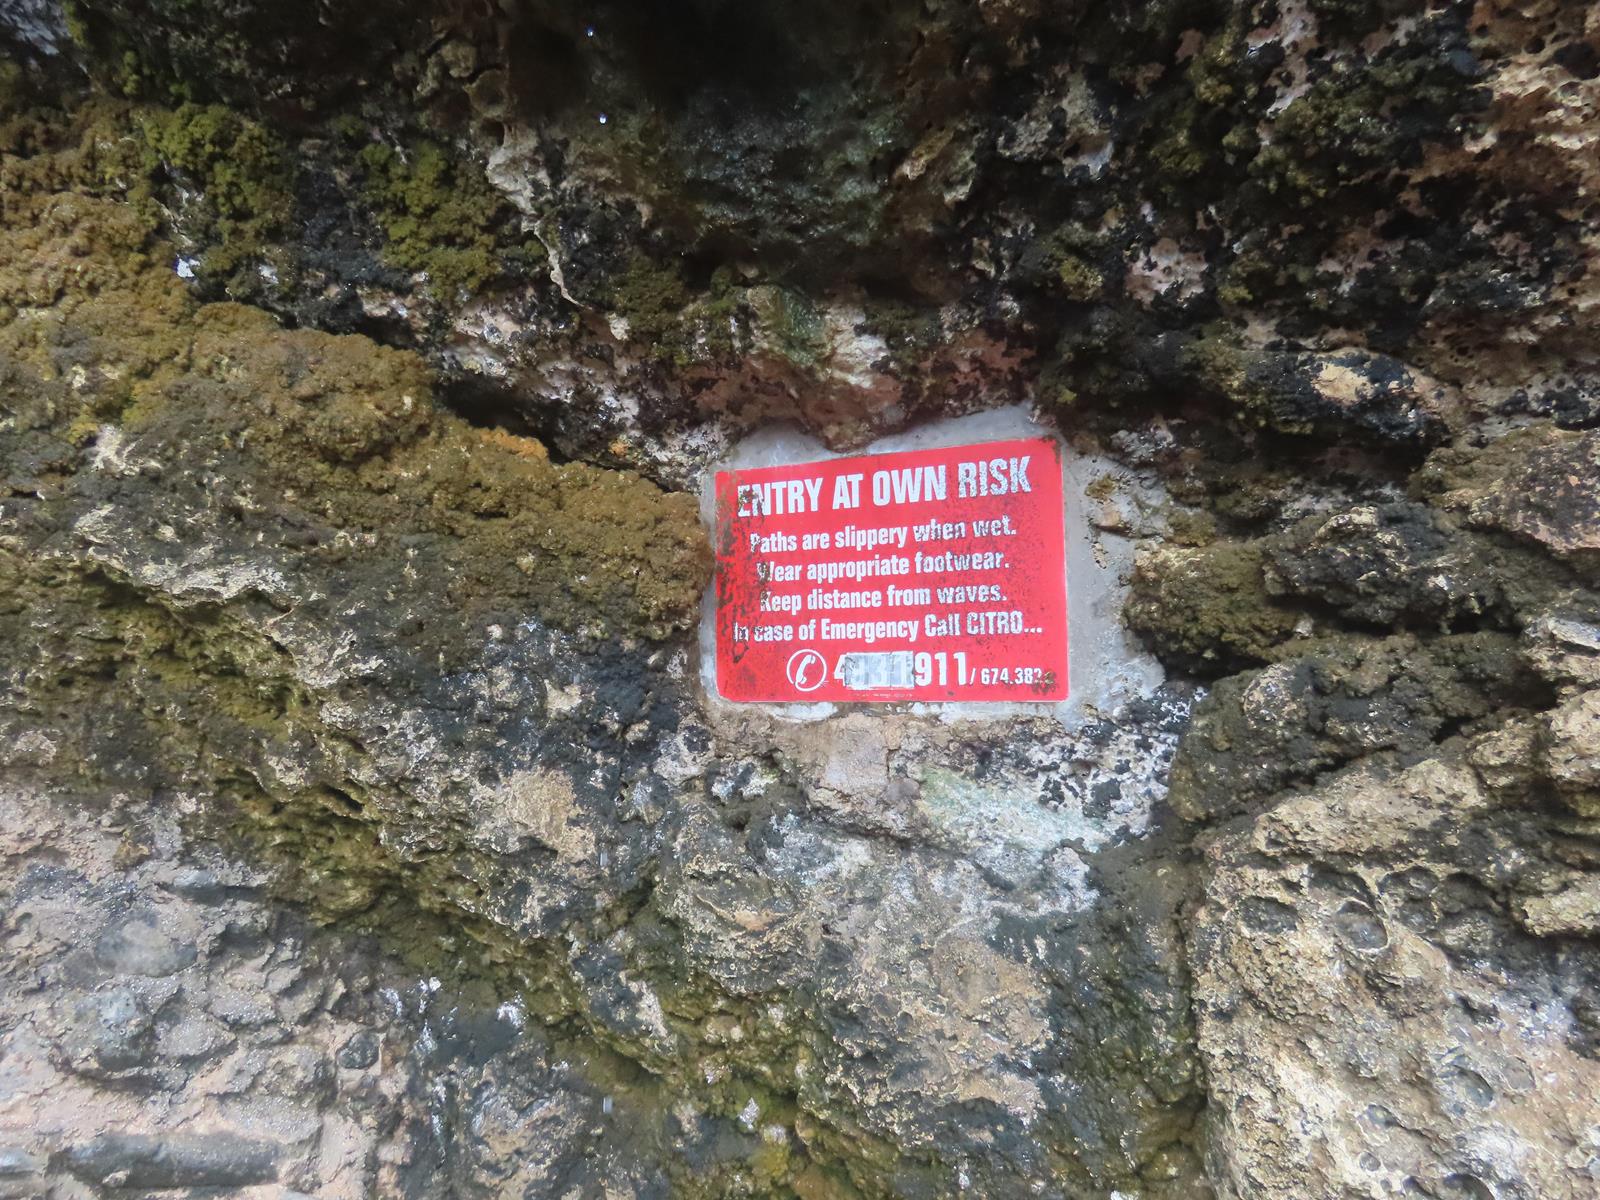 ENTRY AT OWN RISK
Paths are slippery when wet.
Wear appropriate footwear.
Keep distance from waves.
In case of Emergency Call CITRO...
911/